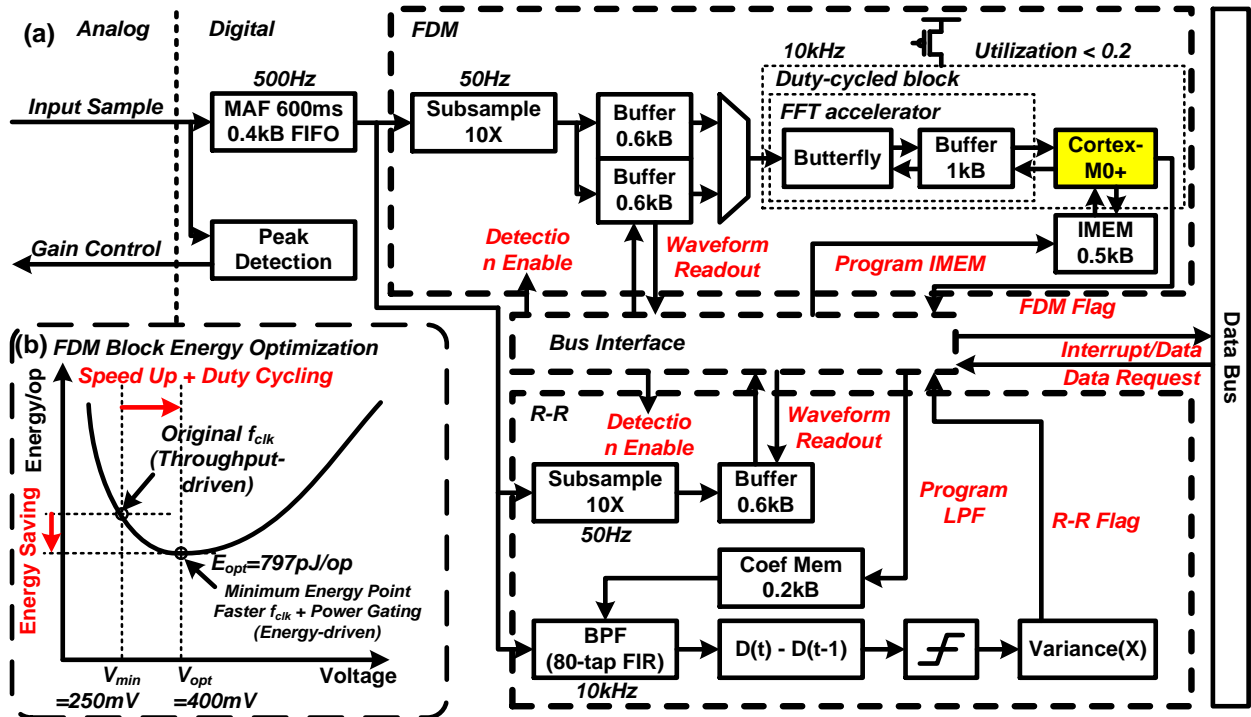 (a)
Analog
Digital
FDM
Input Sample
500Hz
MAF 600ms
0.4kB FIFO
50Hz
Subsample
10X
Buffer
0.6kB
Buffer
0.6kB
10kHz
Utilization < 0.2
Duty-cycled block
FFT accelerator
Butterfly
Buffer
1kB
Cortex-
M0+
IMEM
0.5kB
Gain Control
Peak
Detection
Detectio
n Enable
Waveform
Readout
Program IMEM
FDM Flag
Bus Interface
Interrupt/Data
Data Request
Data Bus
(b)
FDM Block Energy Optimization
Speed Up + Duty Cycling
Energy/op
Original fclk
(Throughput-
driven)
Energy Saving
Eopt=797pJ/op
Minimum Energy Point
Faster fclk + Power Gating
(Energy-driven)
Vmin
=250mV
Vopt
=400mV
Voltage
R-R
Detectio
n Enable
Waveform
Readout
Subsample
10X
50Hz
Buffer
0.6kB
Program
LPF
R-R Flag
Coef Mem
0.2kB
BPF
(80-tap FIR)
10kHz
D(t) - D(t-1)
Variance(X)